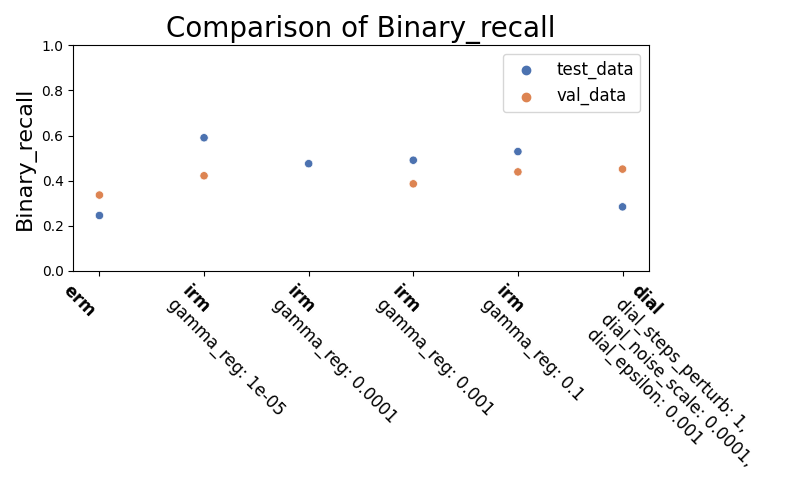 Comparison of Binary_recall
test_data
val_data
Binary_recall
1.0
0.8
0.6
0.4
0.2
0.0
erm
irm
gamma_reg: 1e-05
irm
gamma_reg: 0.0001
irm
gamma_reg: 0.001
irm
gamma_reg: 0.1
dial
dial_steps_perturb: 1,
dial_noise_scale: 0.0001,
dial_epsilon: 0.001